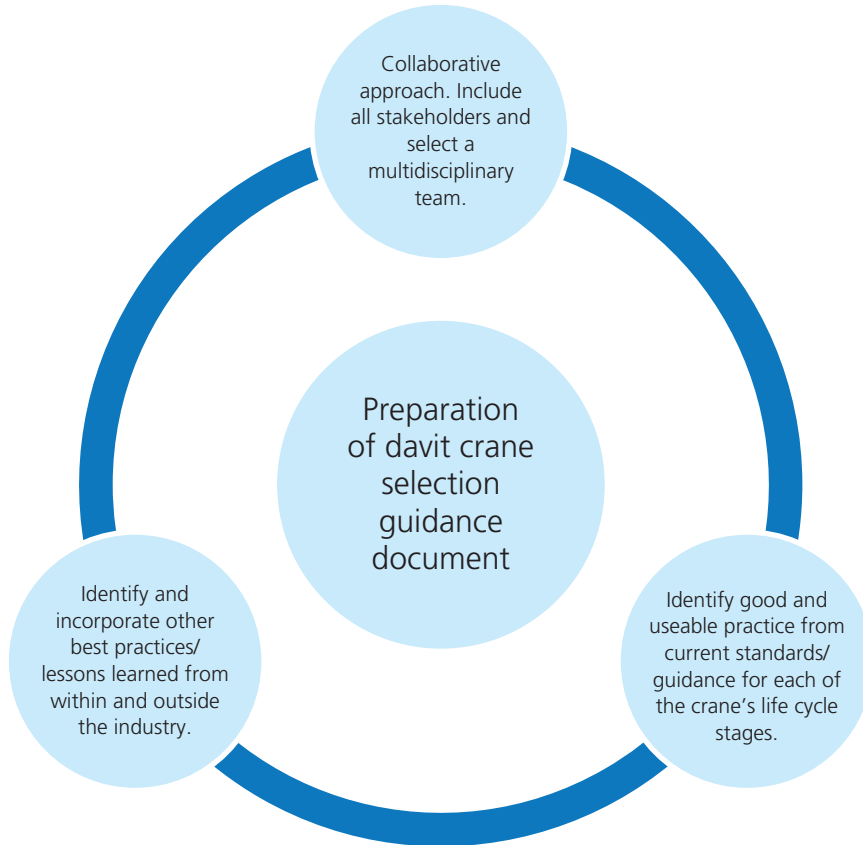 Collaborative
approach. Include
all stakeholders and
select a
multidisciplinary
team.
Preparation
of davit crane
selection
guidance
document
Identify and
incorporate other
best practices/
lessons learned from
within and outside
the industry.
Identify good and
useable practice from
current standards/
guidance for each of
the crane's life cycle
stages.